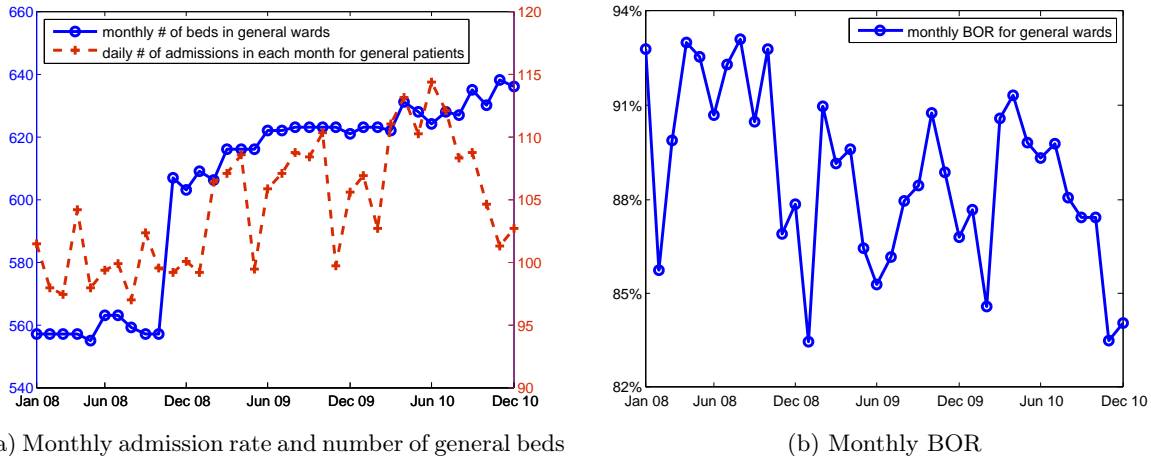 monthly # of beds in general wards
daily # of admissions in each month for general patients
660
640
620
600
580
560
540
120
115
110
105
100
95
90
Jan 08 Jun 08 Dec 08 Jun 09 Dec 09 Jun 10 Dec 10
a) Monthly admission rate and number of general beds
monthly BOR for general wards
94%
91%
88%
85%
82%
Jan 08 Jun 08 Dec 08 Jun 09 Dec 09 Jun 10 Dec 10
(b) Monthly BOR